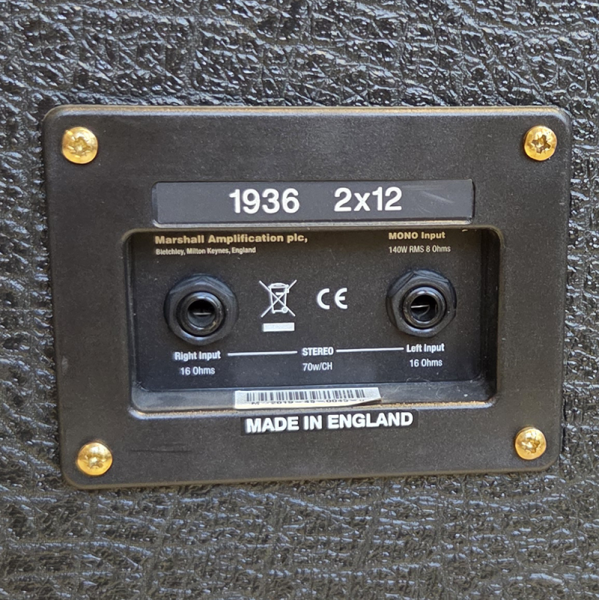 1936 2x12
Marshall Amplification plc,
Bletchley, Milton Keynes, England
MONO Input
140W RMS 8 Ohms
CE
Right Input
16 Ohms
STEREO
70w/CH
Left Input
16 Ohms
MADE IN ENGLAND